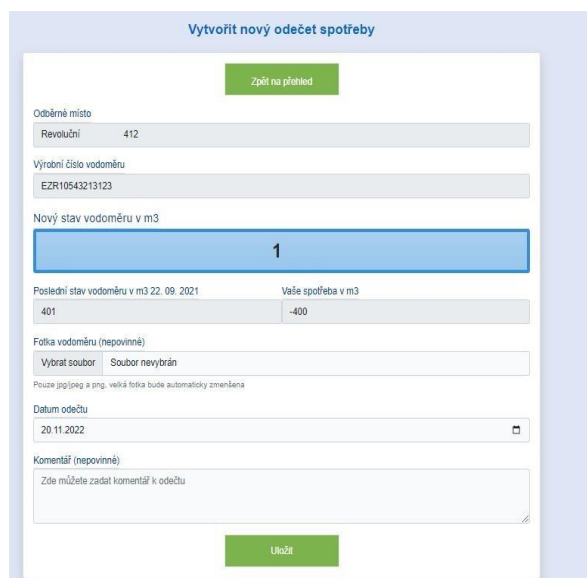 Vytvořit nový odečet spotřeby
Zpět na přehled
Odběrné místo
Revoluční 412
Výrobní číslo vodoměru
EZR10543213123
Nový stav vodoměru v m3
1
Poslední stav vodoměru v m3 22. 09. 2021 Vaše spotřeba v m3
401 -400
Fotka vodoměru (nepovinné)
Vybrat soubor Soubor nevybrán
Pouze jpg/jpeg a png, velká fotka bude automaticky zmenšena
Datum odečtu
20.11.2022
Komentář (nepovinné)
Zde můžete zadat komentář k odečtu
Uložit